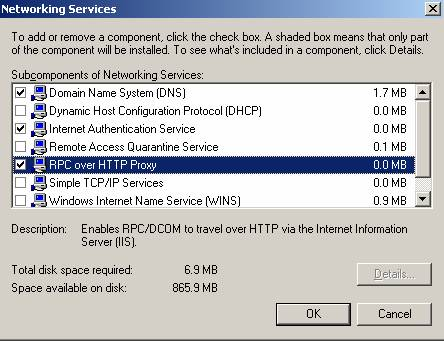 Networking Services
To add or remove a component, click the check box. A shaded box means that only part
of the component will be installed. To see what's included in a component, click Details.
Subcomponents of Networking Services:
Domain Name System (DNS) 1.7 MB
Dynamic Host Configuration Protocol (DHCP) 0.0 MB
Internet Authentication Service 0.0 MB
Remote Access Quarantine Service 0.1 MB
RPC over HTTP Proxy 0.0 MB
Simple TCP/IP Services 0.0 MB
Windows Internet Name Service (WINS) 0.9 MB
Description: Enables RPC/DCOM to travel over HTTP via the Internet Information
Server (IIS).
Total disk space required: 6.9 MB
Space available on disk: 865.9 MB
Details...
OK Cancel